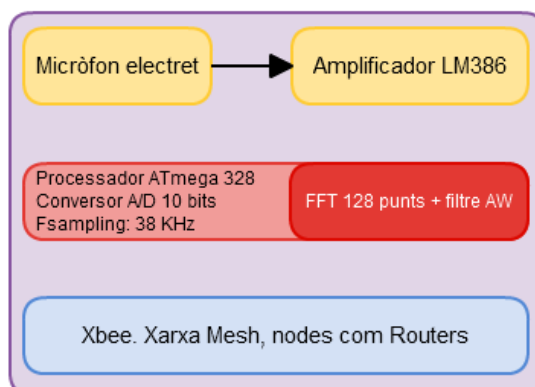 Micròfon electret
Amplificador LM386
Processador ATmega 328
Conversor A/D 10 bits
Fsampling: 38 KHz
FFT 128 punts + filtre AW
Xbee. Xarxa Mesh, nodes com Routers